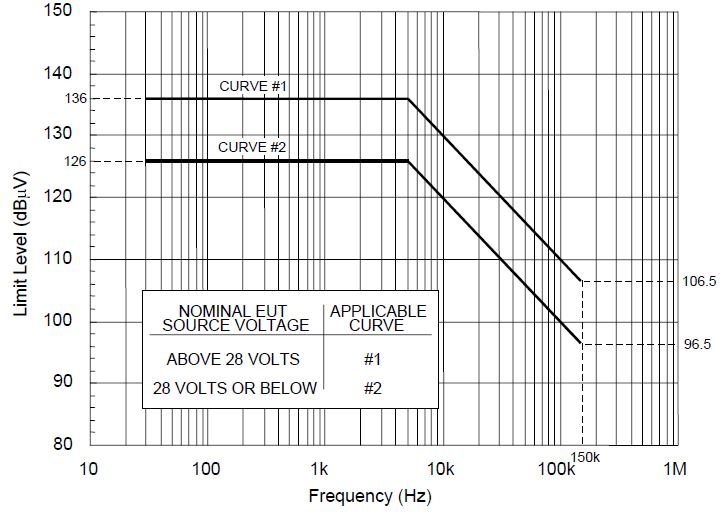 150
140
CURVE #1
136
130
CURVE #2
126
120
110
106.5
100
96.5
90
80
Limit Level (dBµV)
NOMINAL EUT SOURCE VOLTAGE
APPLICABLE CURVE
ABOVE 28 VOLTS #1
28 VOLTS OR BELOW #2
10 100 1k 10k 100k 150k 1M
Frequency (Hz)